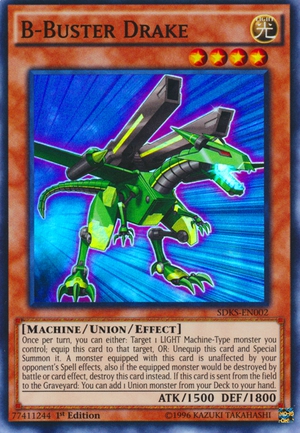 B-Buster Drake
LIGHT
光
SDKS-EN002
[MACHINE/UNION/EFFECT]
Once per turn, you can either: Target 1 LIGHT Machine-Type monster you
control; equip this card to that target, OR: Unequip this card and Special
Summon it. A monster equipped with this card is unaffected by your
opponent's Spell effects, also if the equipped monster would be destroyed by
battle or card effect, destroy this card instead. If this card is sent from the field to
the Graveyard: You can add 1 Union monster from your Deck to your hand.
ATK/1500 DEF/1800
77411244 1st Edition ©1996 KAZUKI TAKAHASHI